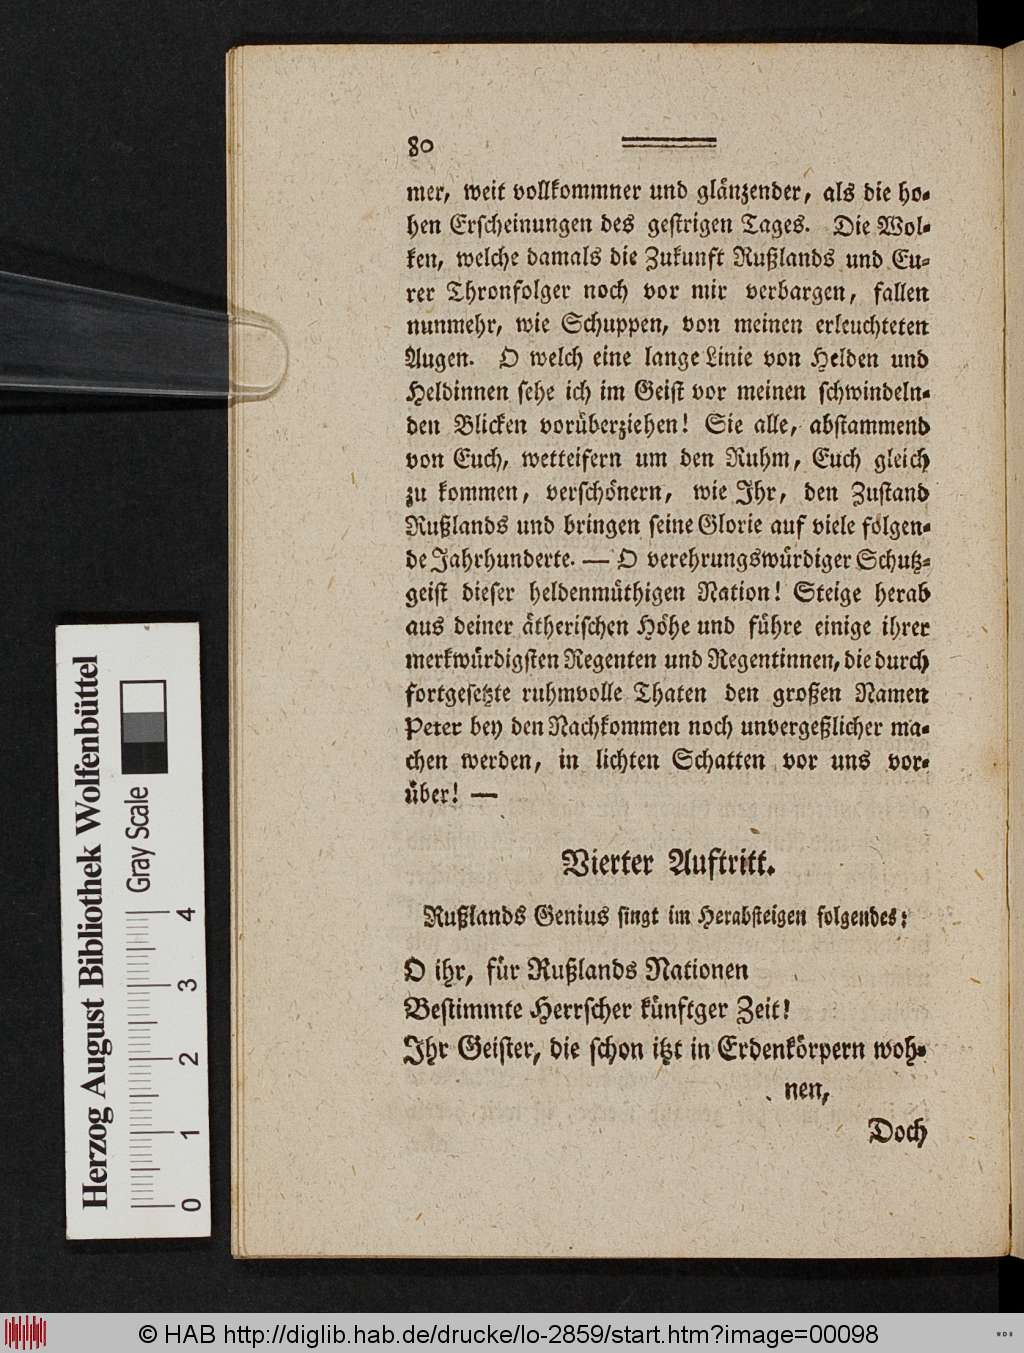 80
mer, weit vollkommner und glänzender, als die ho-
hen Erscheinungen des gestrigen Tages. Die Wol-
ken, welche damals die Zukunft Rußlands und Eu-
rer Thronfolger noch vor mir verbargen, fallen
nunmehr, wie Schuppen, von meinen erleuchteten
Augen. O welch eine lange Linie von Helden und
Heldinnen sehe ich im Geist vor meinen schwindeln-
den Blicken vorüberziehen! Sie alle, abstammend
von Euch, wetteifern um den Ruhm, Euch gleich
zu kommen, verschönern, wie Ihr, den Zustand
Rußlands und bringen seine Glorie auf viele folgen-
de Jahrhunderte. — O verehrungswürdiger Schutz-
geist dieser heldenmüthigen Nation! Steige herab
aus deiner ätherischen Höhe und führe einige ihrer
merkwürdigsten Regenten und Regentinnen, die durch
fortgesetzte ruhmvolle Thaten den großen Namen
Peter bey den Nachkommen noch unvergeßlicher ma-
chen werden, in lichten Schatten vor uns vor-
über! —
Vierter Auftritt.
Rußlands Genius singt im Herabsteigen folgendes:
O ihr, für Rußlands Nationen
Bestimmte Herrscher künftger Zeit!
Ihr Geister, die schon itzt in Erdenkörpern woh-
nen,
Doch
Herzog August Bibliothek Wolfenbüttel
Gray Scale
0 1 2 3 4
© HAB http://diglib.hab.de/drucke/lo-2859/start.htm?image=00098